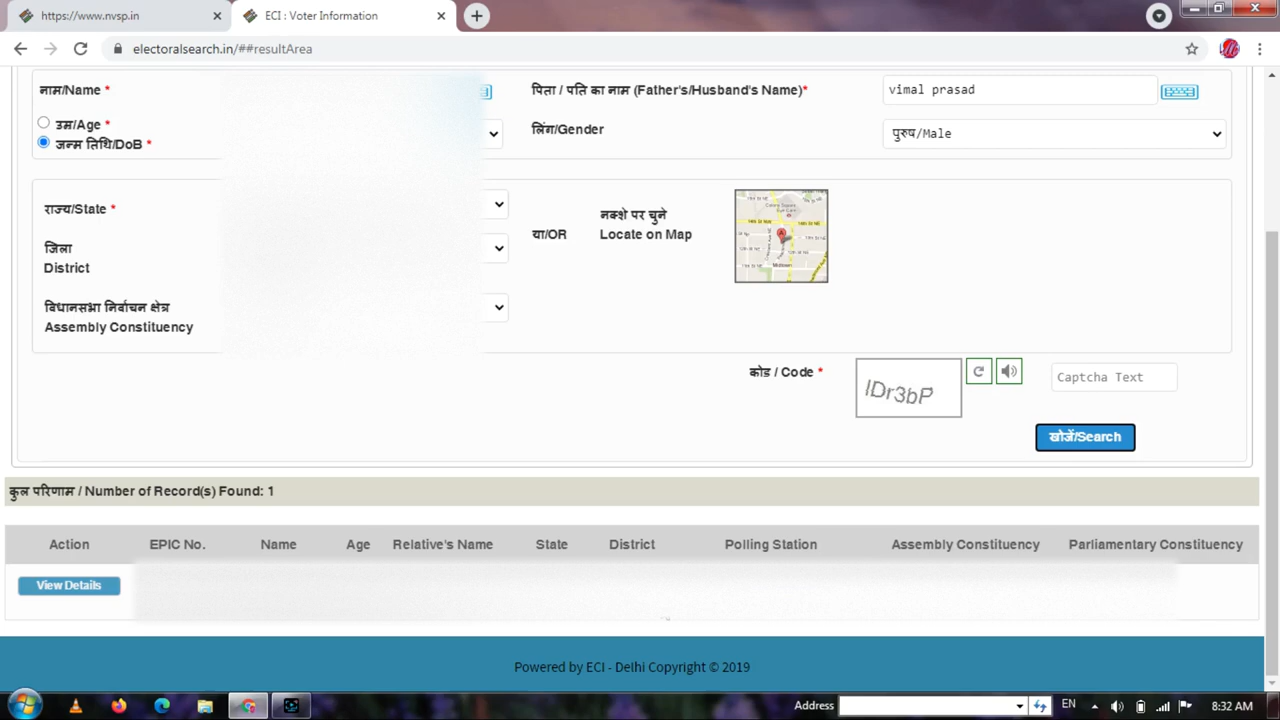 https://www.nvsp.in
ECI : Voter Information
electoralsearch.in/##resultArea
नाम/Name *
पिता / पति का नाम (Father's/Husband's Name)*
vimal prasad
उम्र/Age *
जन्म तिथि/DoB *
लिंग/Gender
पुरुष/Male
राज्य/State *
नक्शे पर चुने
या/OR
Locate on Map
जिला
District
विधानसभा निर्वाचन क्षेत्र
Assembly Constituency
कोड / Code *
lDr3bP
Captcha Text
खोजें/Search
कुल परिणाम / Number of Record(s) Found: 1
Action EPIC No. Name Age Relative's Name State District Polling Station Assembly Constituency Parliamentary Constituency
View Details
Powered by ECI - Delhi Copyright © 2019
Address
EN
8:32 AM